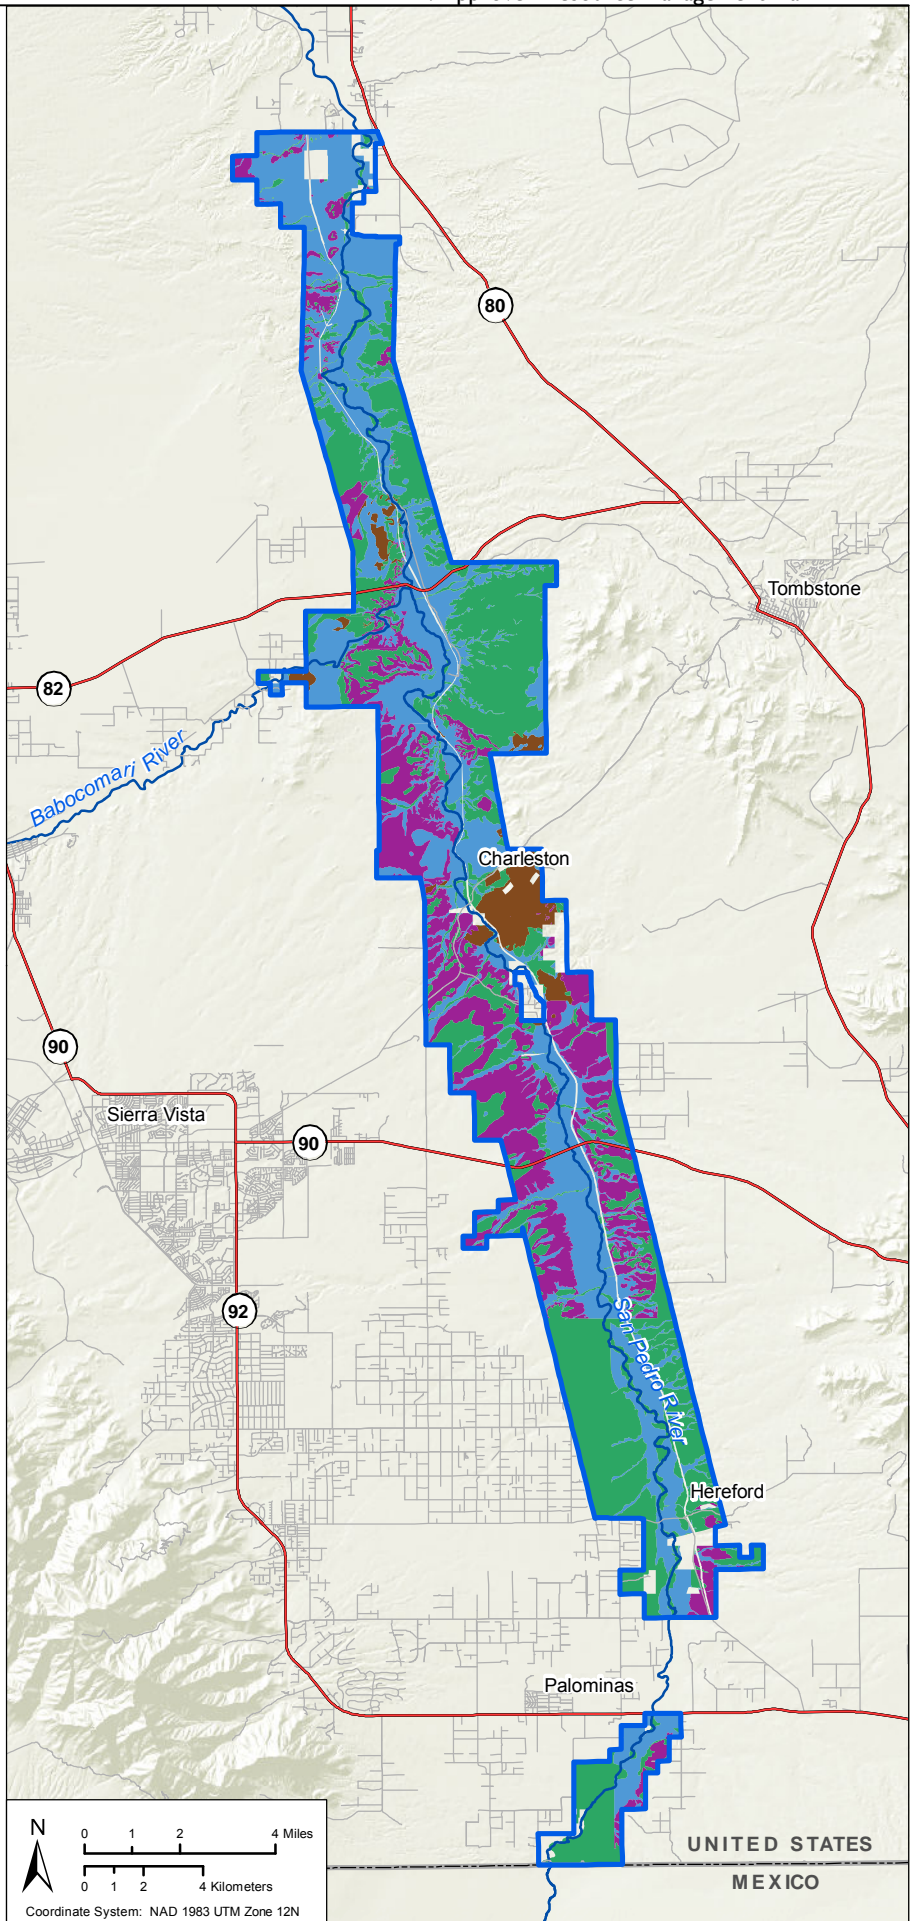 80
Tombstone
82
Babocomari River
Charleston
90
Sierra Vista
90
92
San Pedro River
Hereford
Palominas
N
0 1 2 4 Miles
0 1 2 4 Kilometers
Coordinate System: NAD 1983 UTM Zone 12N
UNITED STATES
MEXICO